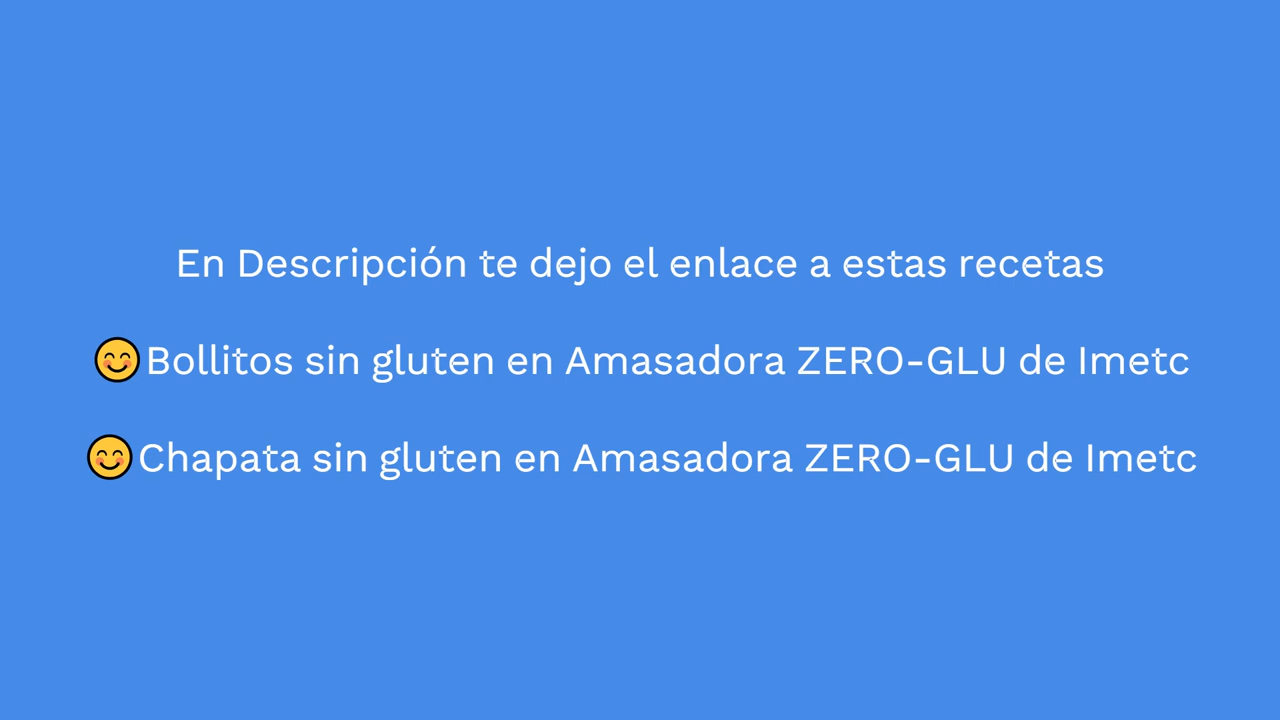 En Descripción te dejo el enlace a estas recetas
😊Bollitos sin gluten en Amasadora ZERO-GLU de Imetc
😊Chapata sin gluten en Amasadora ZERO-GLU de Imetc